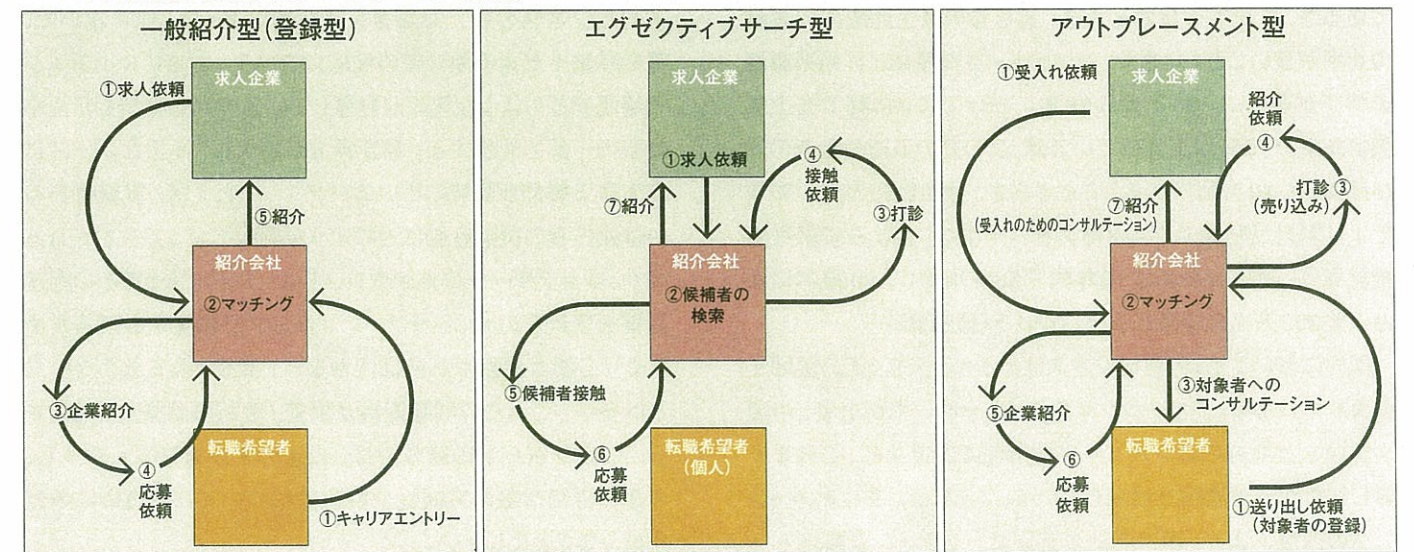 一般紹介型(登録型)
①求人依頼
求人企業
⑤紹介
紹介会社
②マッチング
③企業紹介
④
応募
依頼
転職希望者
①キャリアエントリー
エグゼクティブサーチ型
求人企業
①求人依頼
④
接触
依頼
③打診
⑦紹介
紹介会社
②候補者の
検索
⑤候補者接触
⑥
応募
依頼
転職希望者
(個人)
アウトプレースメント型
①受入れ依頼
求人企業
紹介
依頼
④
打診③
(売り込み)
⑦紹介
(受入れのためのコンサルテーション)
紹介会社
②マッチング
③対象者への
コンサルテーション
⑤企業紹介
⑥
応募
依頼
転職希望者
①送り出し依頼
(対象者の登録)